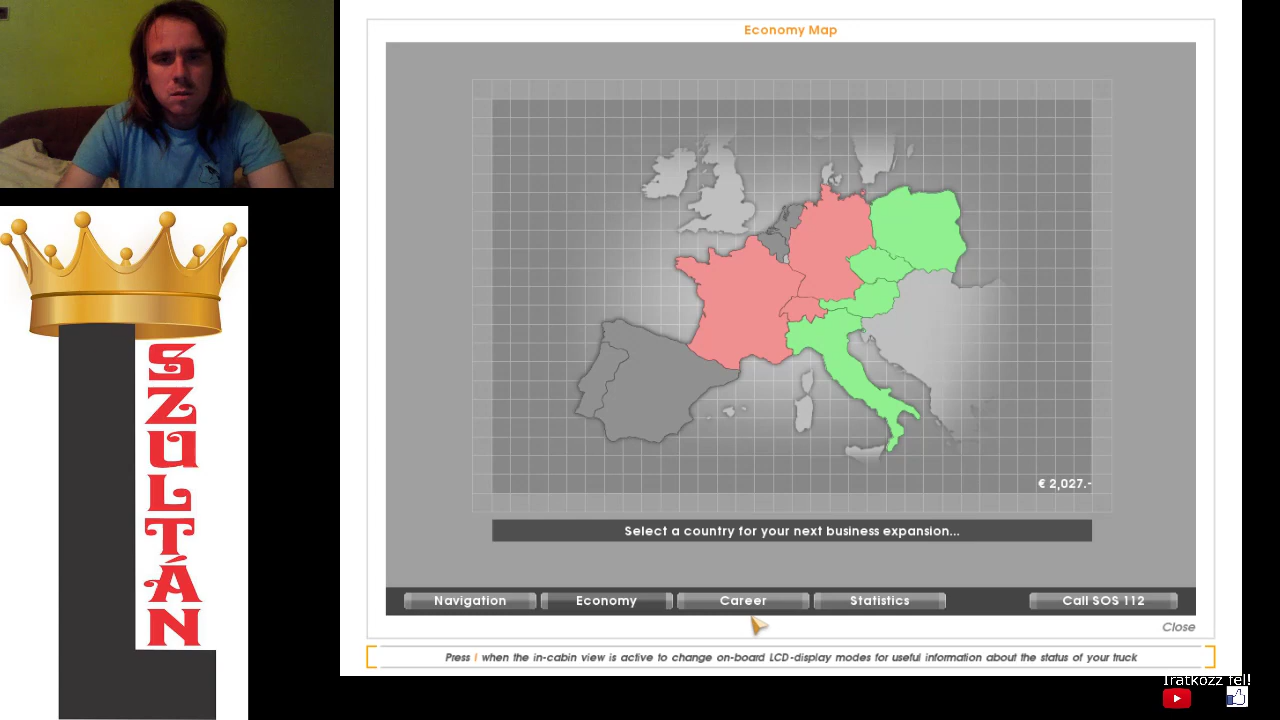 Economy Map
€ 2,027.-
Select a country for your next business expansion...
Navigation
Economy
Career
Statistics
Call SOS 112
Close
Press I when the in-cabin view is active to change on-board LCD-display modes for useful information about the status of your truck
L
SZULTÁN
Iratkozz fel!